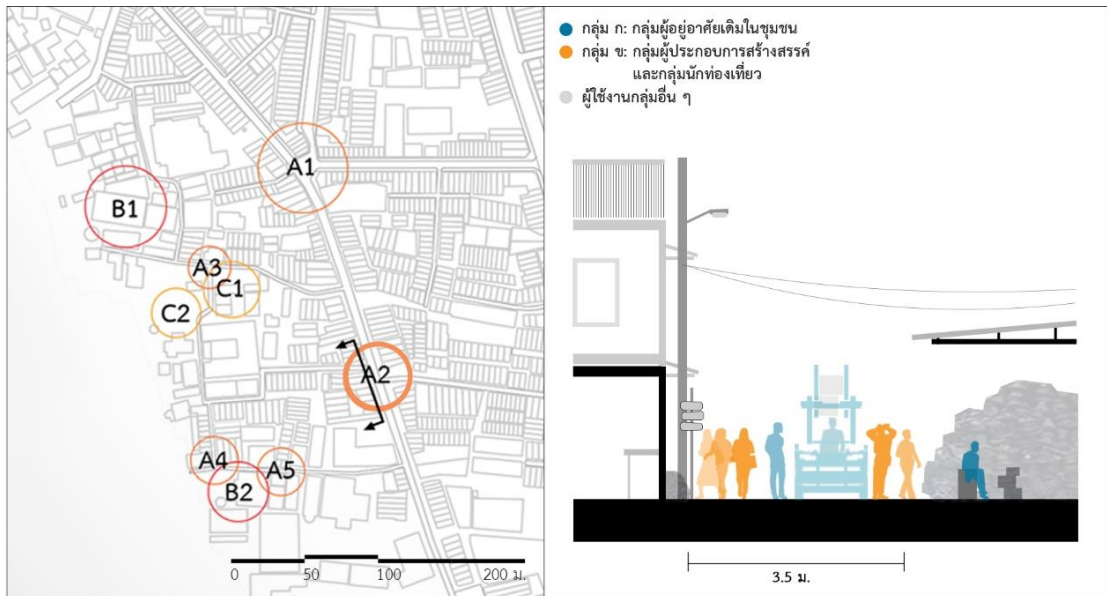 A1
B1
A3
C1
C2
A2
A4
A5
B2
0 50 100 200 ม.
กลุ่ม ก: กลุ่มผู้อยู่อาศัยเดิมในชุมชน
กลุ่ม ข: กลุ่มผู้ประกอบการสร้างสรรค์
และกลุ่มนักท่องเที่ยว
ผู้ใช้งานกลุ่มอื่น ๆ
3.5 ม.